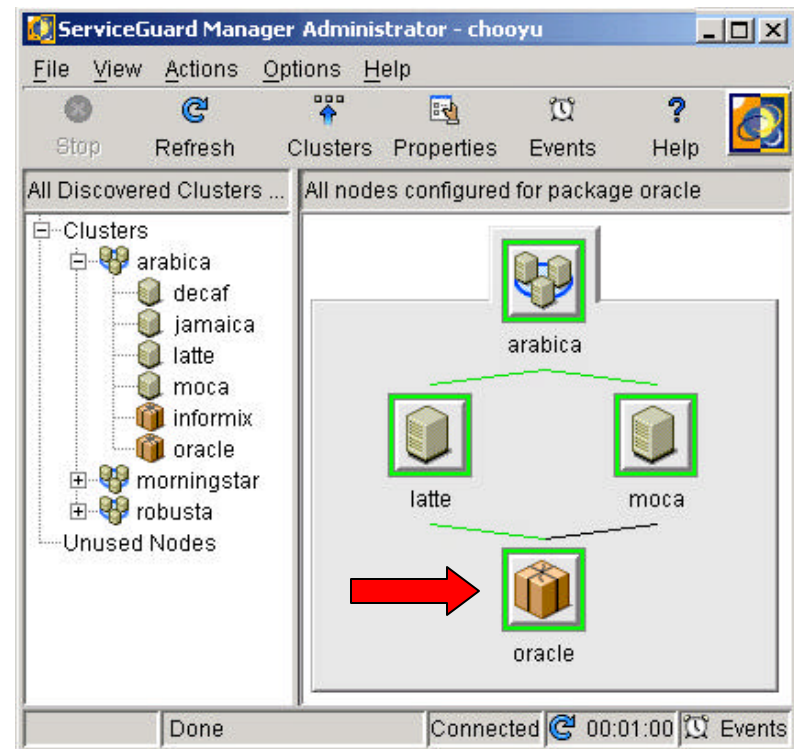 ServiceGuard Manager Administrator - chooyu
File View Actions Options Help
Stop Refresh Clusters Properties Events Help
All Discovered Clusters ...
All nodes configured for package oracle
Clusters
arabica
decaf
jamaica
latte
moca
informix
oracle
morningstar
robusta
Unused Nodes
arabica
latte moca
oracle
Done Connected 00:01:00 Events